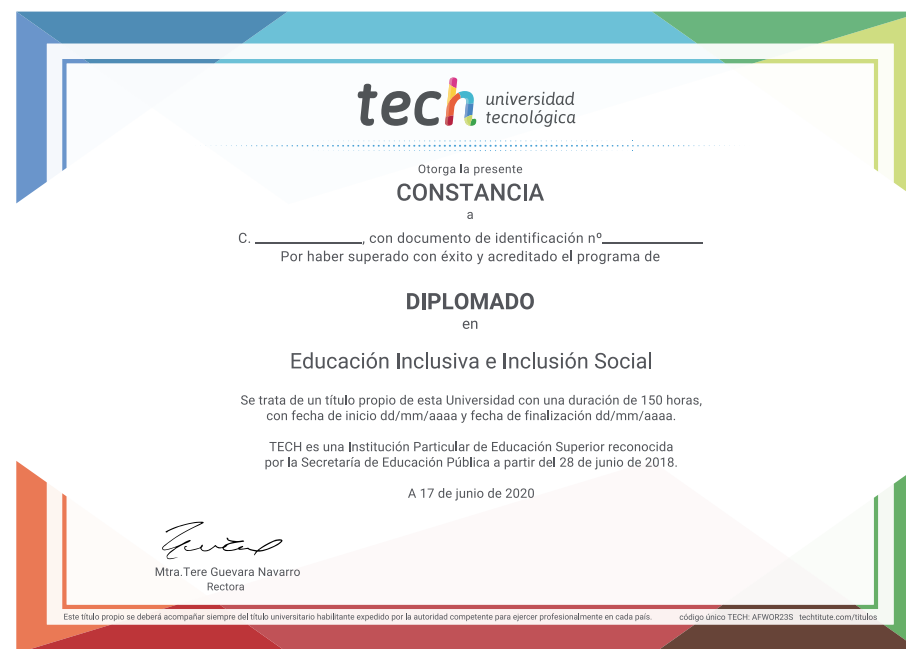 tech universidad
tecnológica
Otorga la presente
CONSTANCIA
a
C. ____________, con documento de identificación nº____________
Por haber superado con éxito y acreditado el programa de
DIPLOMADO
en
Educación Inclusiva e Inclusión Social
Se trata de un título propio de esta Universidad con una duración de 150 horas,
con fecha de inicio dd/mm/aaaa y fecha de finalización dd/mm/aaaa.
TECH es una Institución Particular de Educación Superior reconocida
por la Secretaría de Educación Pública a partir del 28 de junio de 2018.
A 17 de junio de 2020
Mtra.Tere Guevara Navarro
Rectora
Este título propio se deberá acompañar siempre del título universitario habilitante expedido por la autoridad competente para ejercer profesionalmente en cada país. código único TECH: AFWOR23S techtitute.com/titulos